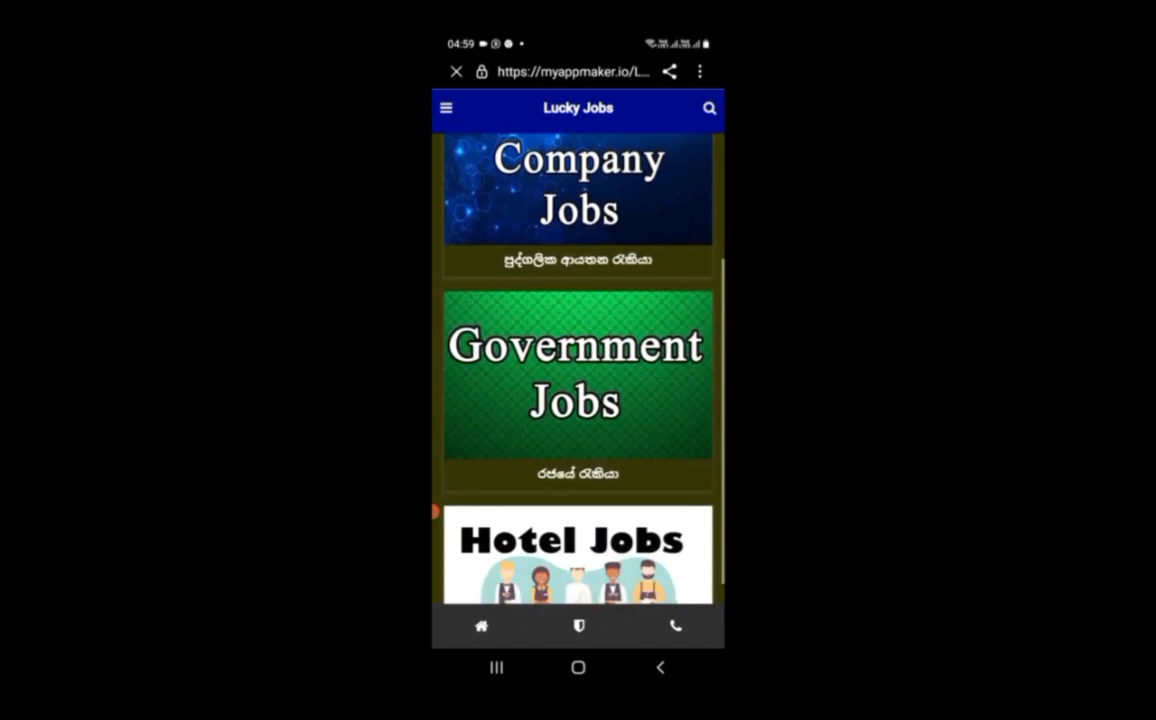 04:59
https://myappmaker.io/L...
Lucky Jobs
Company
Jobs
පුද්ගලික ආයතන රැකියා
Government
Jobs
රජයේ රැකියා
Hotel Jobs